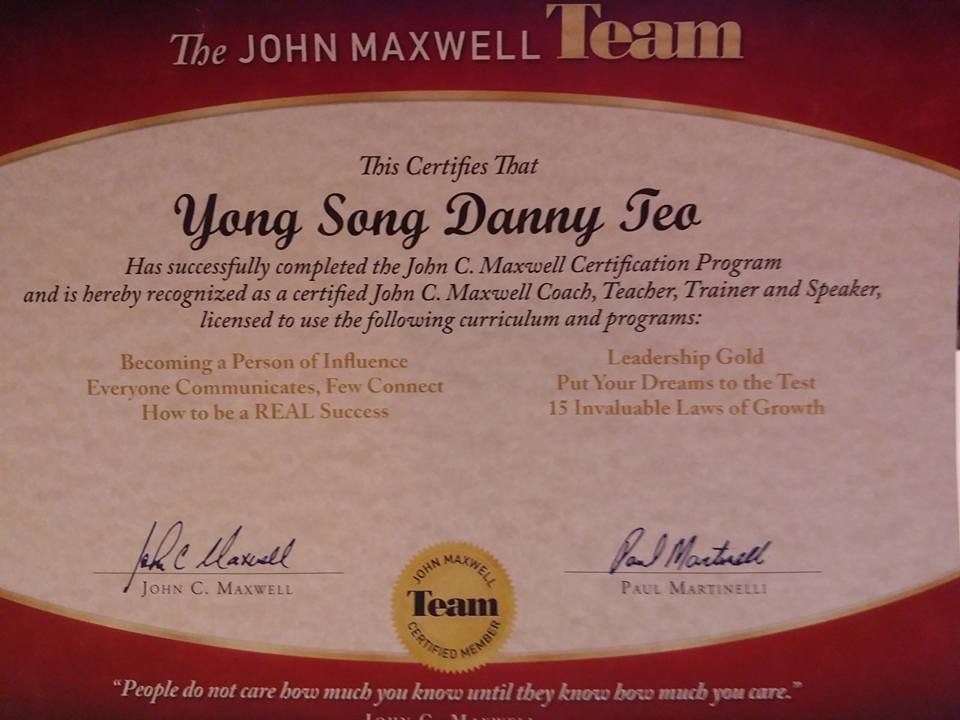 The JOHN MAXWELL Team
This Certifies That
Yong Song Danny Teo
Has successfully completed the John C. Maxwell Certification Program
and is hereby recognized as a certified John C. Maxwell Coach, Teacher, Trainer and Speaker,
licensed to use the following curriculum and programs:
Becoming a Person of Influence
Everyone Communicates, Few Connect
How to be a REAL Success
Leadership Gold
Put Your Dreams to the Test
15 Invaluable Laws of Growth
John C Maxwell
JOHN C. MAXWELL
Paul Martinelli
PAUL MARTINELLI
JOHN MAXWELL
Team
CERTIFIED MEMBER
“People do not care how much you know until they know how much you care.”
JOHN C. MAXWELL